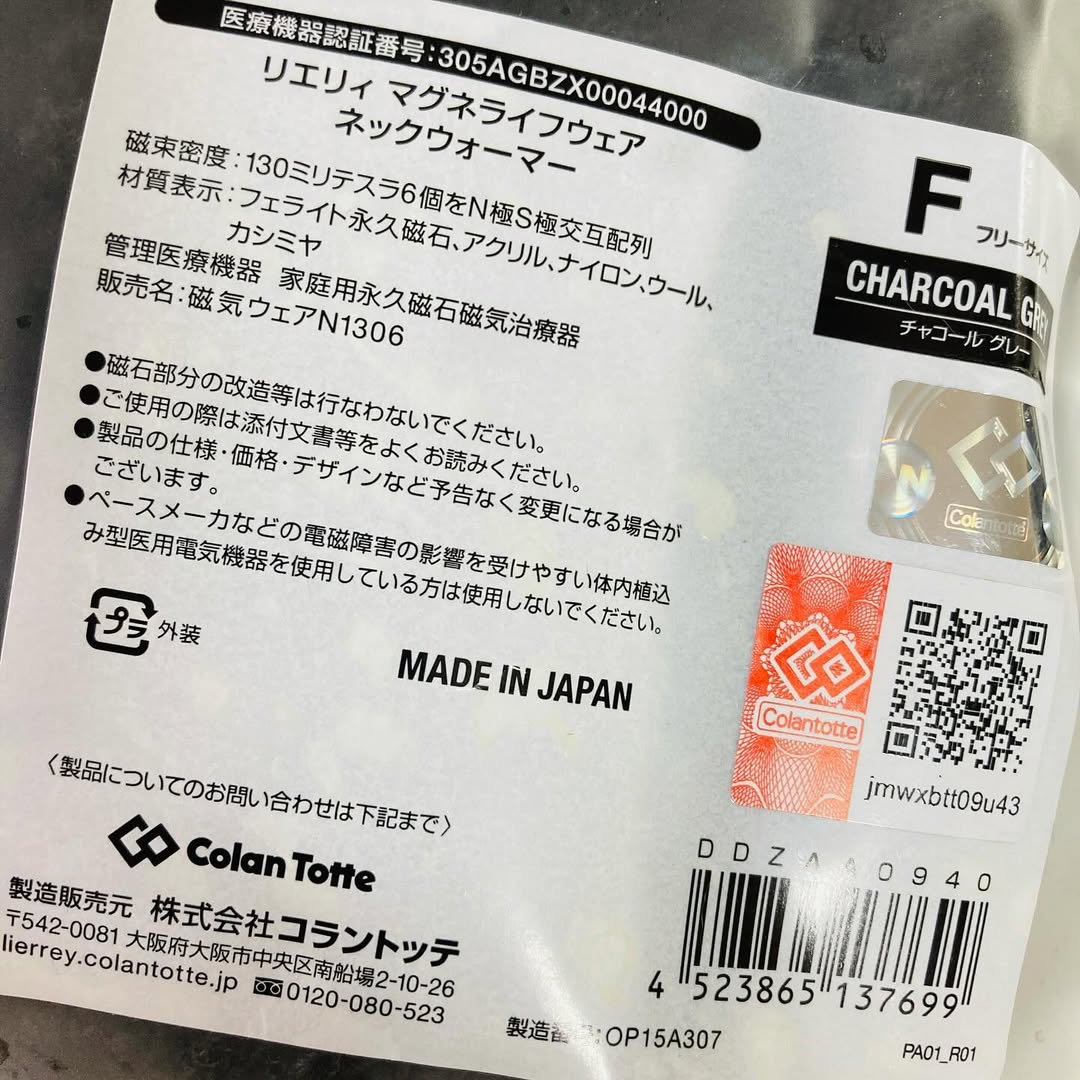 医療機器認証番号:305AGBZX00044000
リエリィ マグネライフウェア
ネックウォーマー
磁束密度:130ミリテスラ6個をN極S極交互配列
材質表示:フェライト永久磁石、アクリル、ナイロン、ウール、
カシミヤ
管理医療機器 家庭用永久磁石磁気治療器
販売名:磁気ウェアN1306
●磁石部分の改造等は行なわないでください。
●ご使用の際は添付文書等をよくお読みください。
●製品の仕様・価格・デザインなど予告なく変更になる場合が
ございます。
●ペースメーカなどの電磁障害の影響を受けやすい体内植込
み型医用電気機器を使用している方は使用しないでください。
プラ 外装
MADE IN JAPAN
F フリーサイズ
CHARCOAL GREY
チャコール グレー
N
Colantotte
Colantotte
jmwxbtt09u43
〈製品についてのお問い合わせは下記まで〉
Colan Totte
製造販売元 株式会社コラントッテ
〒542-0081 大阪府大阪市中央区南船場2-10-26
lierrey.colantotte.jp 0120-080-523
DDZAA0940
4 523865 137699
製造番号:OP15A307
PA01_R01